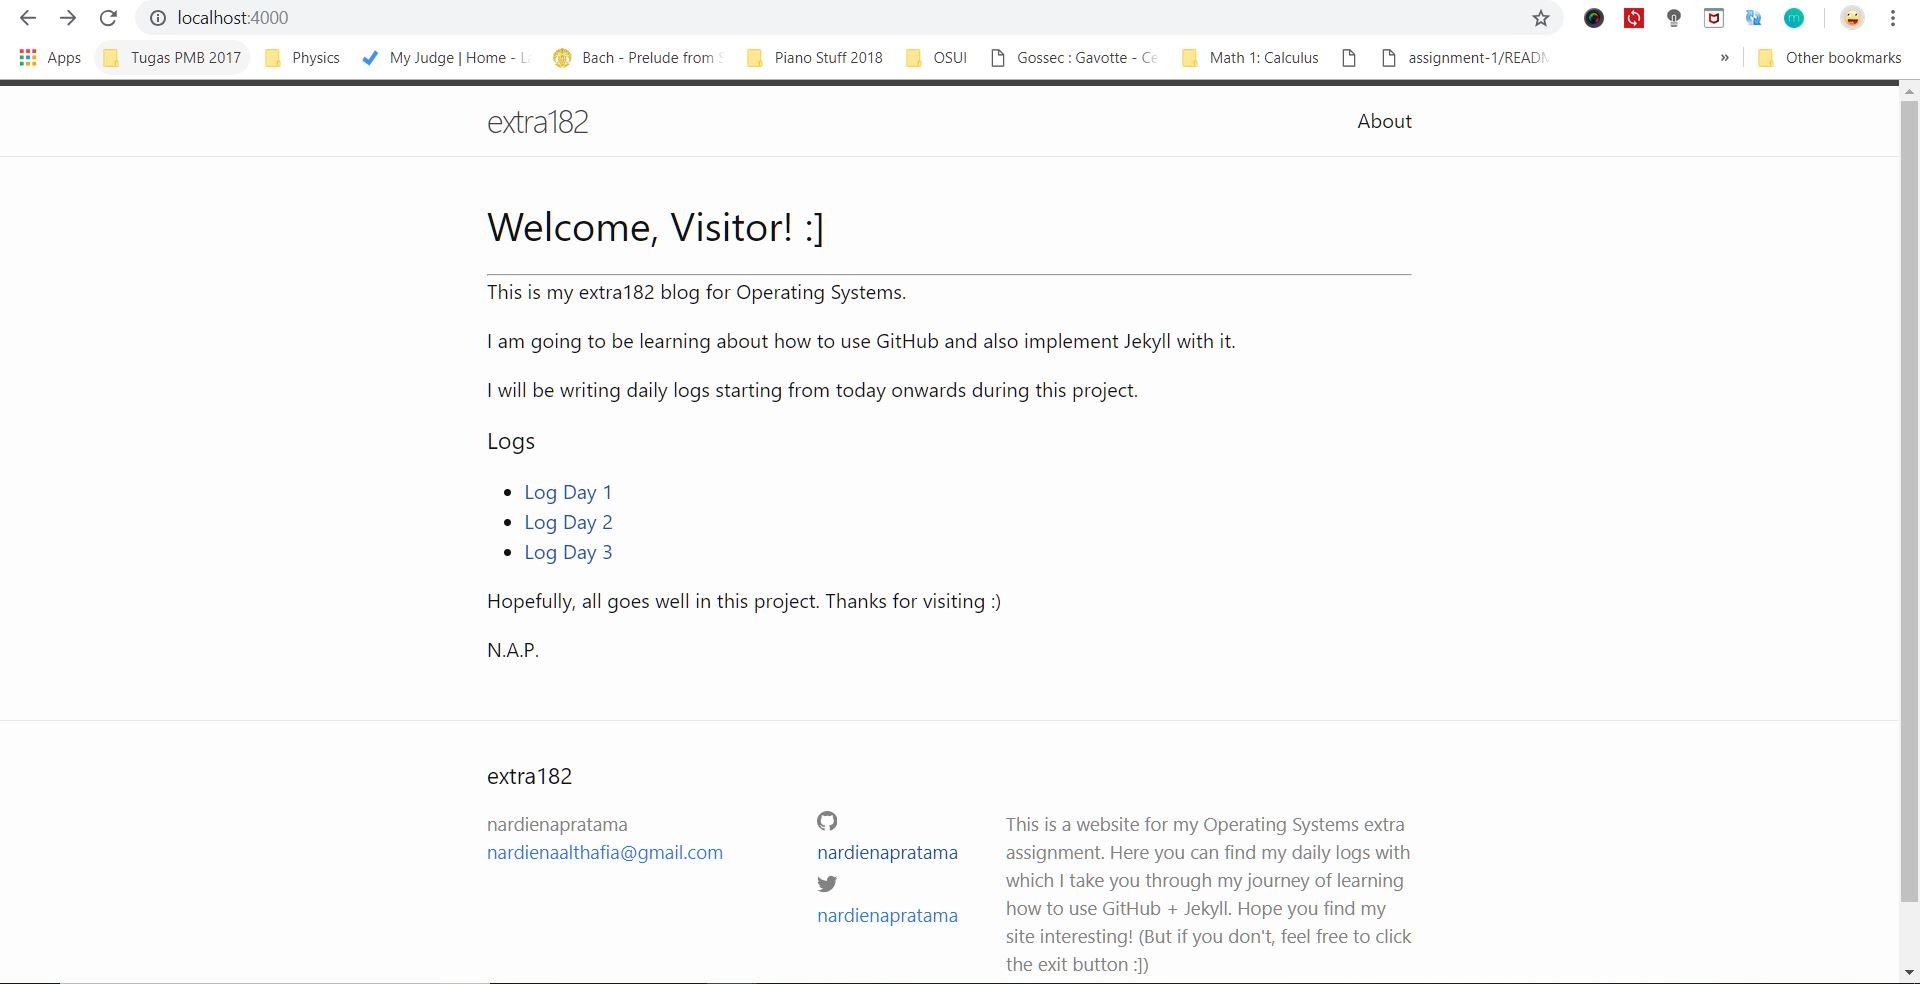 localhost:4000
Apps Tugas PMB 2017 Physics My Judge | Home - Bach - Prelude from Piano Stuff 2018 OSUI Gossec : Gavotte - Math 1: Calculus » Other bookmarks
extra182 About
Welcome, Visitor! :]
This is my extra182 blog for Operating Systems.
I am going to be learning about how to use GitHub and also implement Jekyll with it.
I will be writing daily logs starting from today onwards during this project.
Logs
Log Day 1
Log Day 2
Log Day 3
Hopefully, all goes well in this project. Thanks for visiting :)
N.A.P.
extra182
nardienapratama
nardienaalthafia@gmail.com
nardienapratama
nardienapratama
This is a website for my Operating Systems extra
assignment. Here you can find my daily logs with
which I take you through my journey of learning
how to use GitHub + Jekyll. Hope you find my
site interesting! (But if you don't, feel free to click
the exit button :])